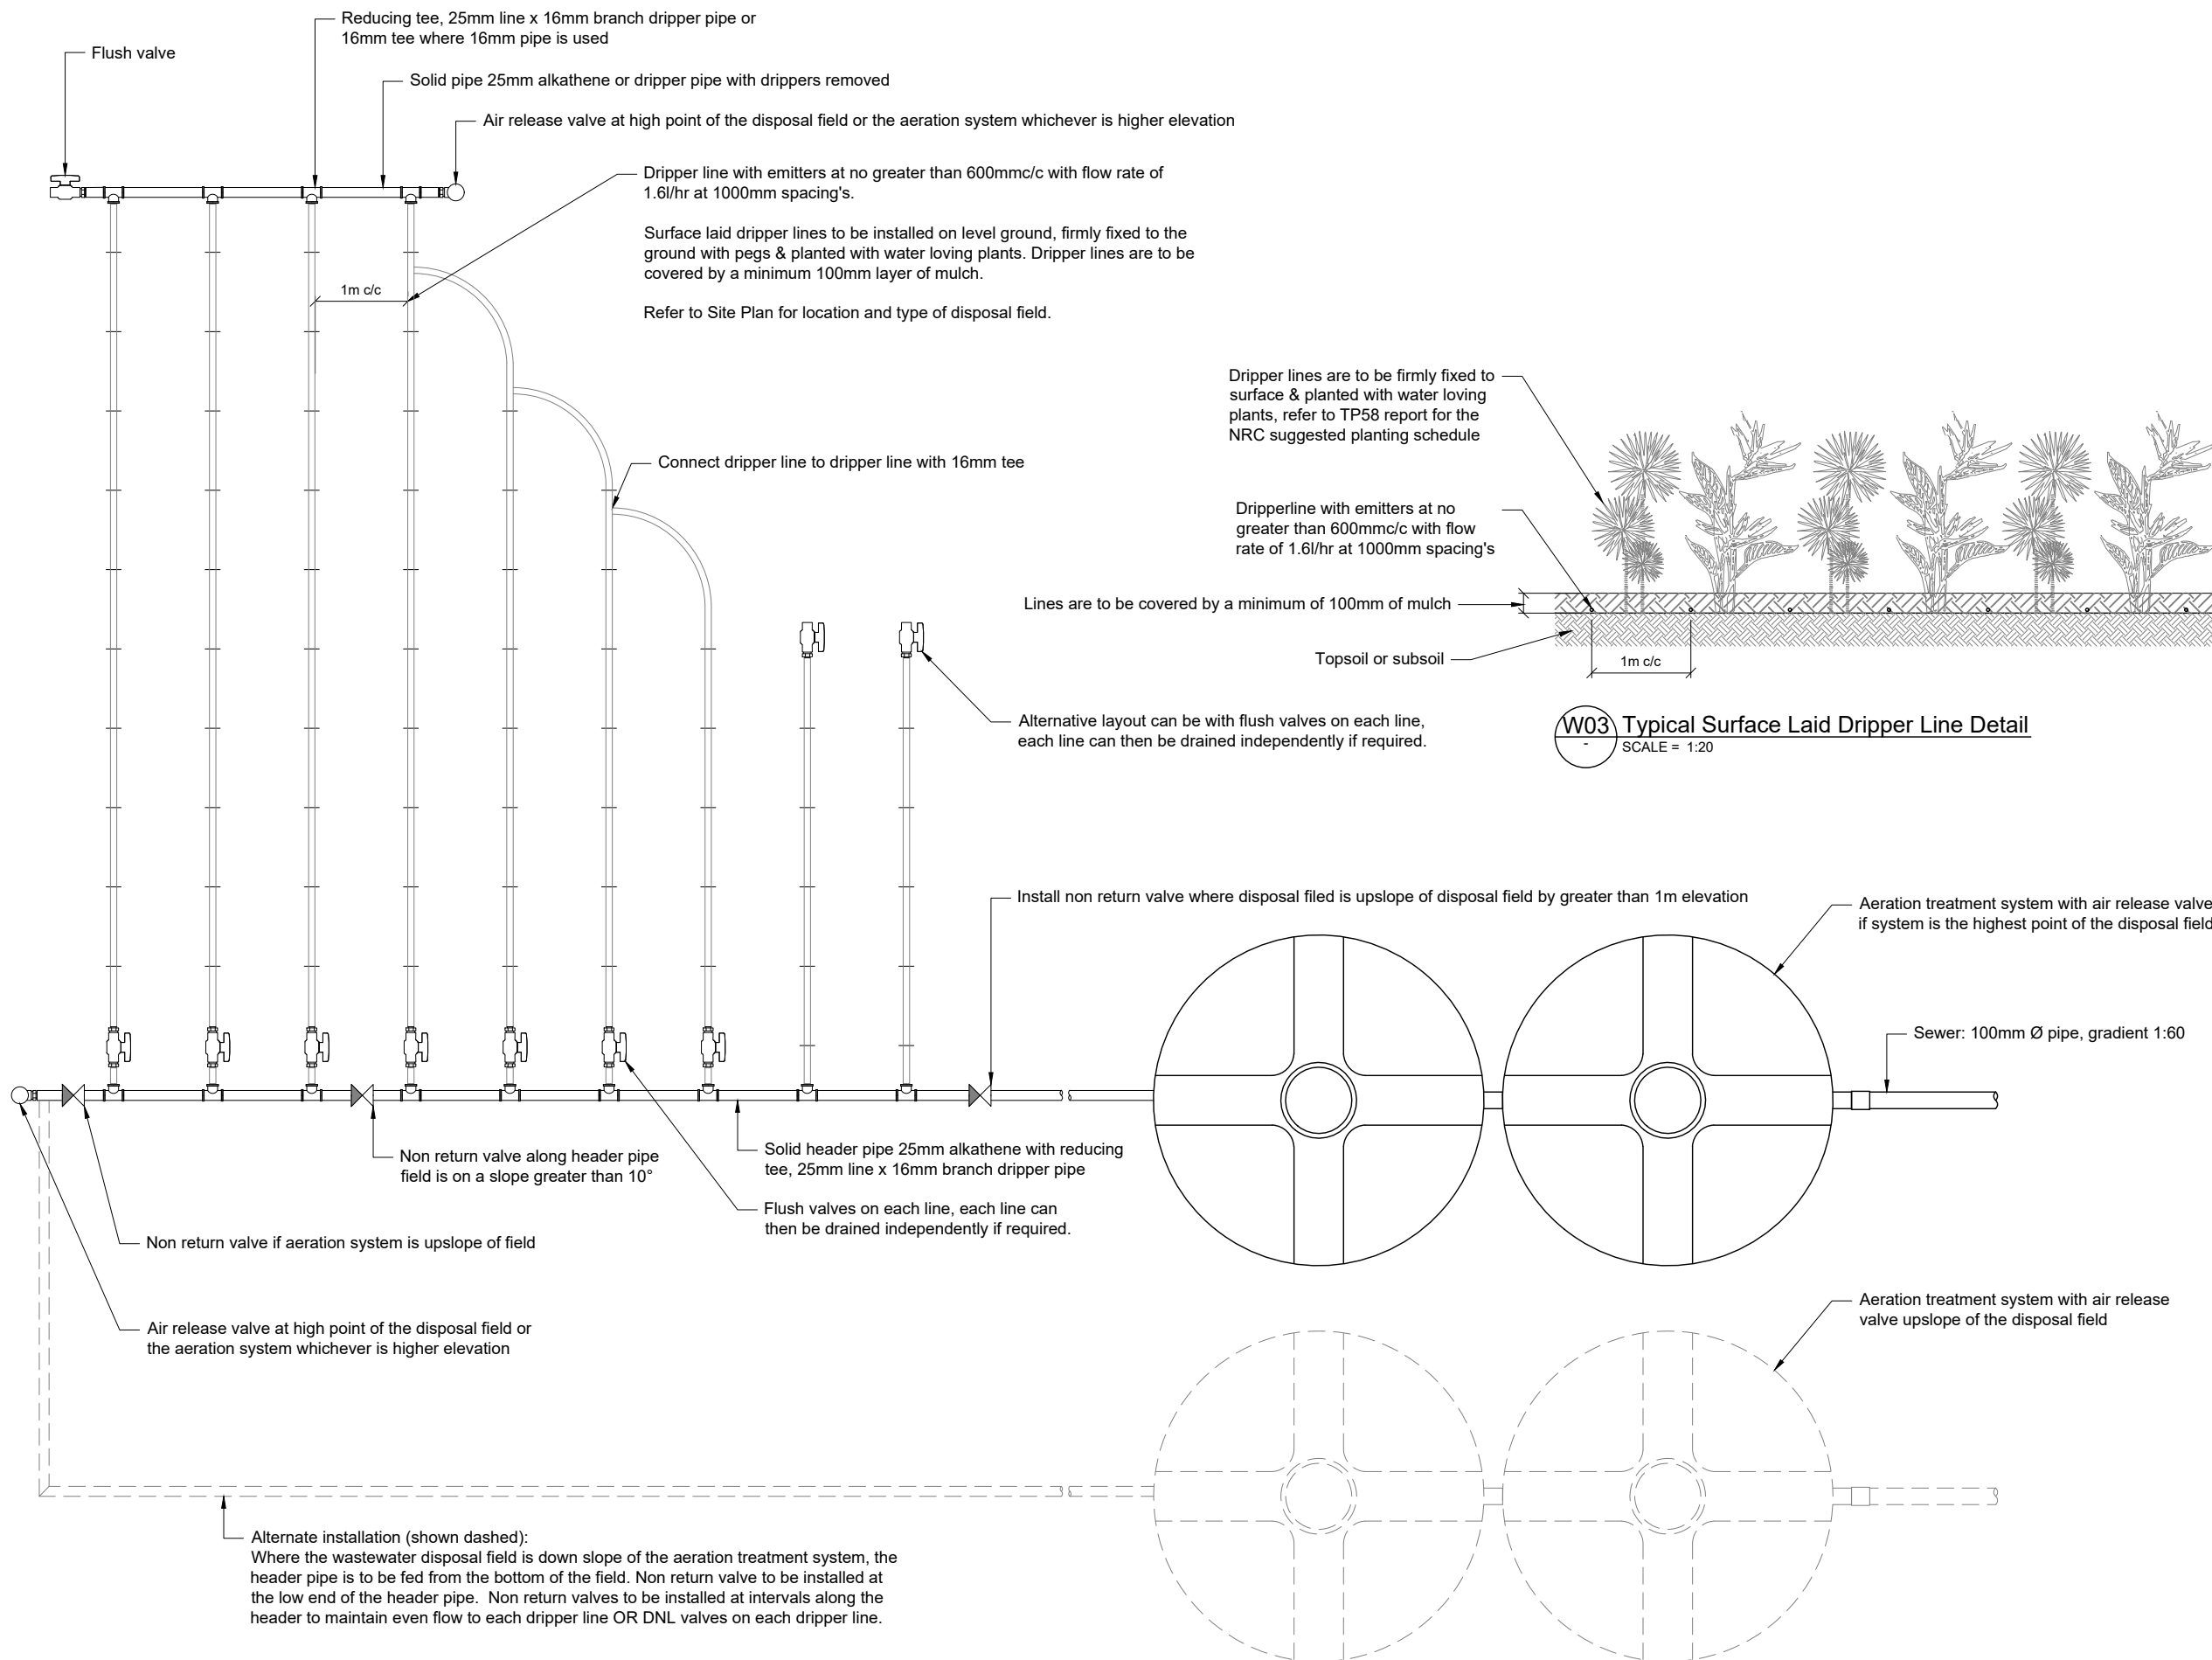 Reducing tee, 25mm line x 16mm branch dripper pipe or
16mm tee where 16mm pipe is used
Flush valve
Solid pipe 25mm alkathene or dripper pipe with drippers removed
Air release valve at high point of the disposal field or the aeration system whichever is higher elevation
Dripper line with emitters at no greater than 600mmc/c with flow rate of
1.6l/hr at 1000mm spacing's.
Surface laid dripper lines to be installed on level ground, firmly fixed to the
ground with pegs & planted with water loving plants. Dripper lines are to be
covered by a minimum 100mm layer of mulch.
Refer to Site Plan for location and type of disposal field.
1m c/c
Connect dripper line to dripper line with 16mm tee
Dripper lines are to be firmly fixed to
surface & planted with water loving
plants, refer to TP58 report for the
NRC suggested planting schedule
Dripperline with emitters at no
greater than 600mmc/c with flow
rate of 1.6l/hr at 1000mm spacing's
Lines are to be covered by a minimum of 100mm of mulch
Topsoil or subsoil
1m c/c
W03
-
Typical Surface Laid Dripper Line Detail
SCALE = 1:20
Alternative layout can be with flush valves on each line,
each line can then be drained independently if required.
Install non return valve where disposal filed is upslope of disposal field by greater than 1m elevation
Aeration treatment system with air release valve
if system is the highest point of the disposal field
Sewer: 100mm Ø pipe, gradient 1:60
Non return valve along header pipe
field is on a slope greater than 10°
Solid header pipe 25mm alkathene with reducing
tee, 25mm line x 16mm branch dripper pipe
Flush valves on each line, each line can
then be drained independently if required.
Non return valve if aeration system is upslope of field
Air release valve at high point of the disposal field or
the aeration system whichever is higher elevation
Aeration treatment system with air release
valve upslope of the disposal field
Alternate installation (shown dashed):
Where the wastewater disposal field is down slope of the aeration treatment system, the
header pipe is to be fed from the bottom of the field. Non return valve to be installed at
the low end of the header pipe.  Non return valves to be installed at intervals along the
header to maintain even flow to each dripper line OR DNL valves on each dripper line.